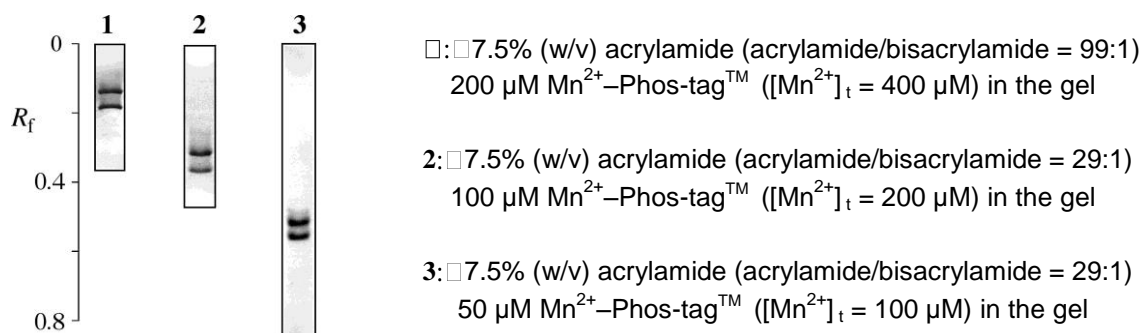 1 2 3
0
R_f
0.4
0.8
□:□7.5% (w/v) acrylamide (acrylamide/bisacrylamide = 99:1)
200 µM Mn²⁺–Phos-tag™ ([Mn²⁺]ₜ = 400 µM) in the gel
2:□7.5% (w/v) acrylamide (acrylamide/bisacrylamide = 29:1)
100 µM Mn²⁺–Phos-tag™ ([Mn²⁺]ₜ = 200 µM) in the gel
3:□7.5% (w/v) acrylamide (acrylamide/bisacrylamide = 29:1)
50 µM Mn²⁺–Phos-tag™ ([Mn²⁺]ₜ = 100 µM) in the gel